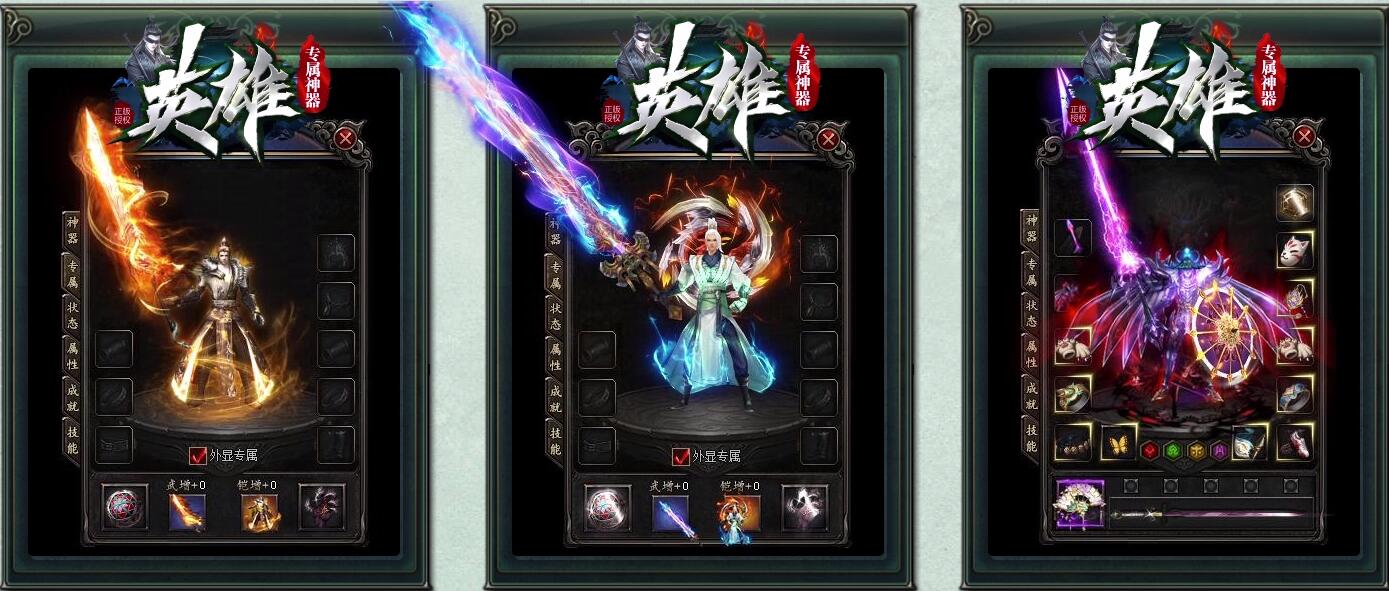 英雄
专属神器
正版
授权
神器
专属
状态
属性
成就
技能
外显专属
武增+0
铠增+0
英雄
专属神器
正版
授权
神器
专属
状态
属性
成就
技能
外显专属
武增+0
铠增+0
英雄
专属神器
正版
授权
神器
专属
状态
属性
成就
技能